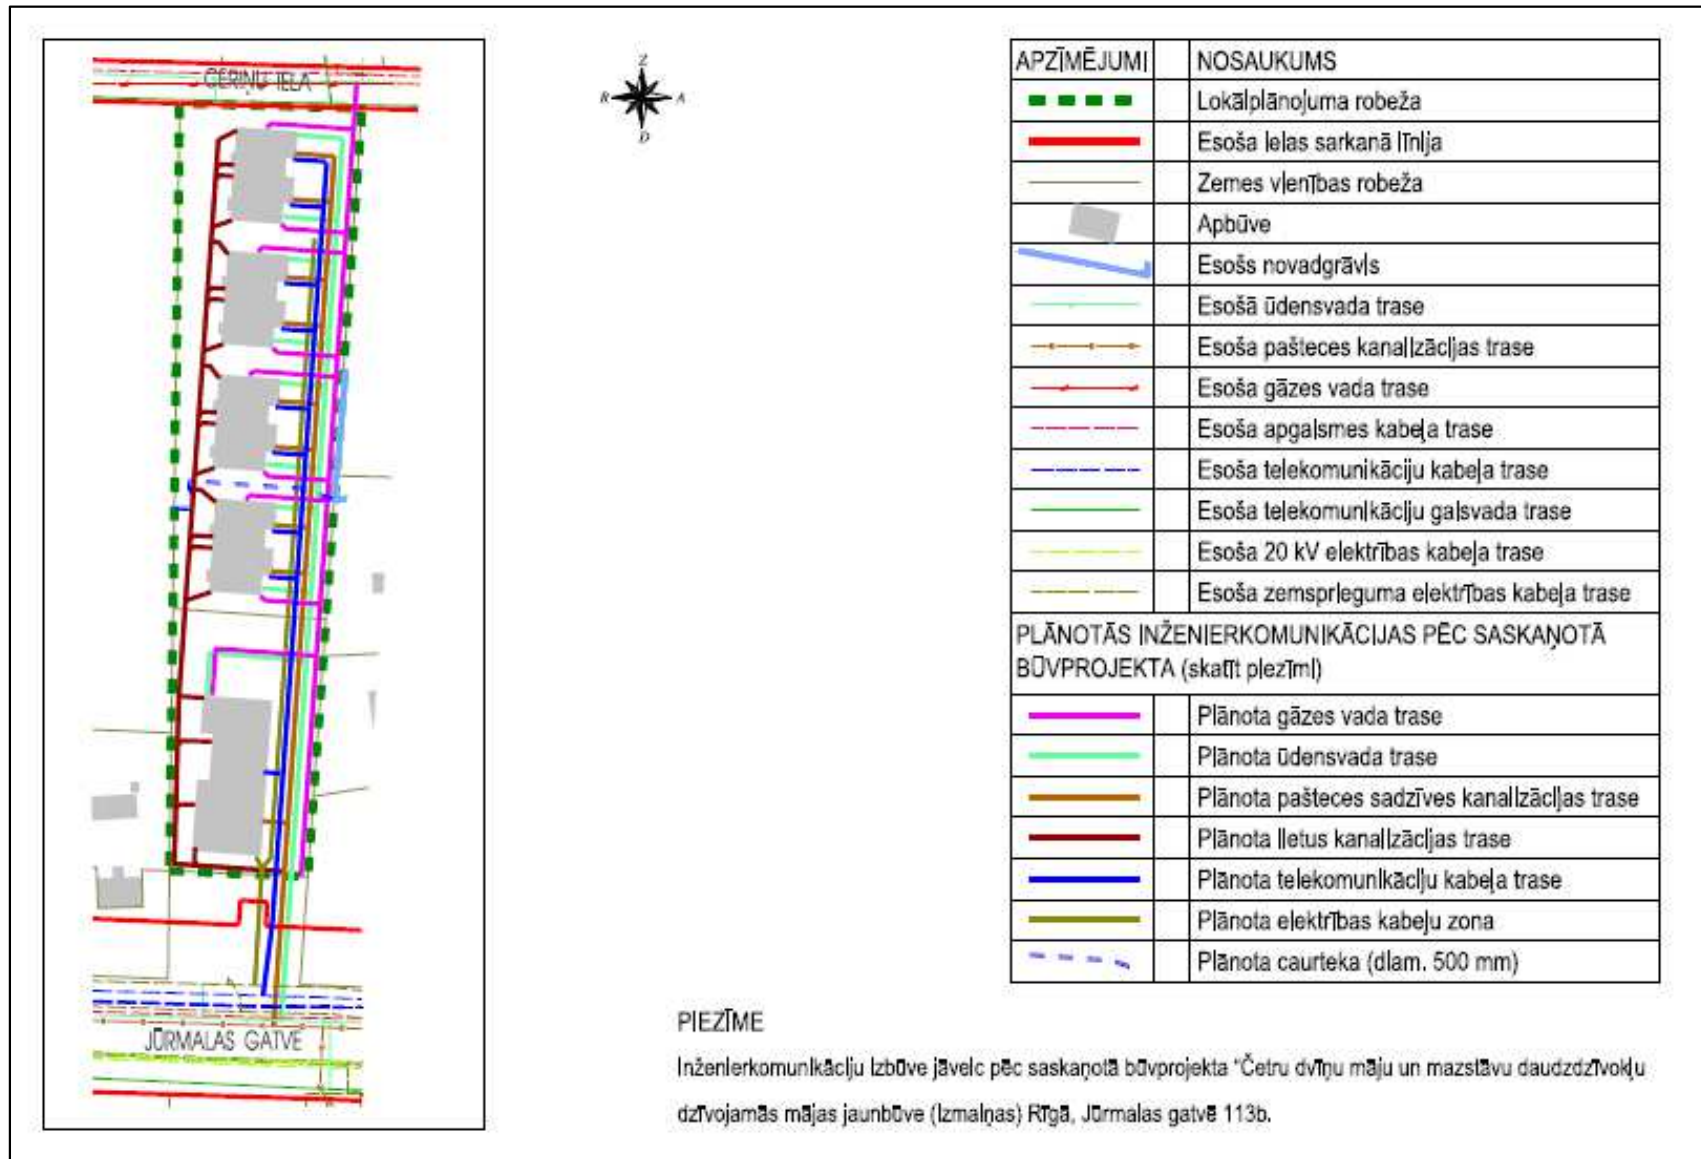 CERIŅU IELA
JŪRMALAS GATVE
Z
R A
D
APZĪMĒJUMI NOSAUKUMS
Lokālplānojuma robeža
Esoša ielas sarkanā līnija
Zemes vienības robeža
Apbūve
Esošs novadgrāvis
Esošā ūdensvada trase
Esoša pašteces kanalizācijas trase
Esoša gāzes vada trase
Esoša apgaismes kabeļa trase
Esoša telekomunikāciju kabeļa trase
Esoša telekomunikāciju gaisvada trase
Esoša 20 kV elektrības kabeļa trase
Esoša zemsprieguma elektrības kabeļa trase
PLĀNOTĀS INŽENIERKOMUNIKĀCIJAS PĒC SASKAŅOTĀ
BŪVPROJEKTA (skatīt piezīmi)
Plānota gāzes vada trase
Plānota ūdensvada trase
Plānota pašteces sadzīves kanalizācijas trase
Plānota lietus kanalizācijas trase
Plānota telekomunikāciju kabeļa trase
Plānota elektrības kabeļu zona
Plānota caurteka (diam. 500 mm)
PIEZĪME
Inženierkomunikāciju izbūve jāveic pēc saskaņotā būvprojekta "Četru dvīņu māju un mazstāvu daudzdzīvokļu
dzīvojamās mājas jaunbūve (izmaiņas) Rīgā, Jūrmalas gatvē 113b.